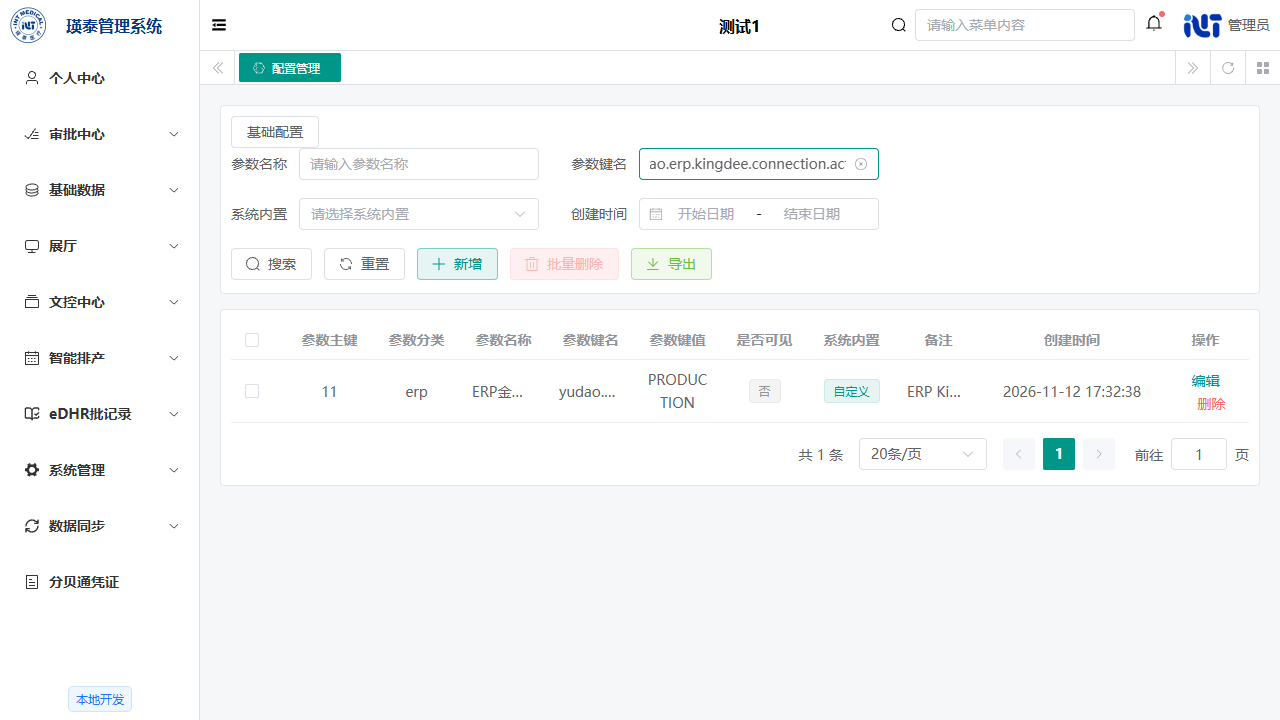 瑛泰管理系统
测试1
请输入菜单内容
管理员
配置管理
个人中心
审批中心
基础数据
展厅
文控中心
智能排产
eDHR批记录
系统管理
数据同步
分贝通凭证
本地开发
基础配置
参数名称 请输入参数名称 参数键名 ao.erp.kingdee.connection.ac
系统内置 请选择系统内置 创建时间 开始日期 - 结束日期
搜索 重置 新增 批量删除 导出
参数主键 参数分类 参数名称 参数键名 参数键值 是否可见 系统内置 备注 创建时间 操作
11 erp ERP金... yudao.... PRODUCTION 否 自定义 ERP Ki... 2026-11-12 17:32:38 编辑
删除
共 1 条 20条/页 1 前往 1 页